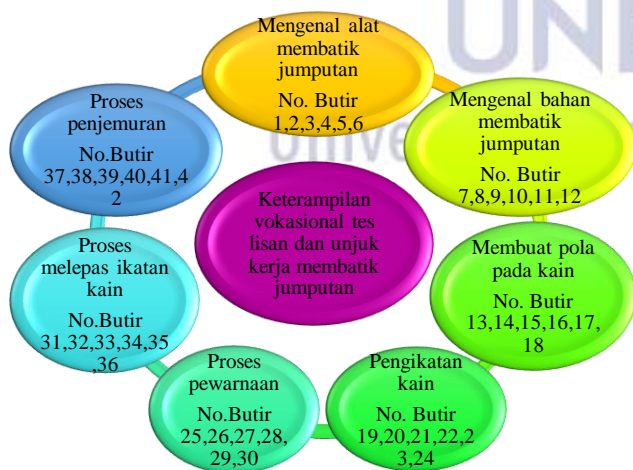 UNE
Univer
Mengenal alat
membatik
jumputan
No. Butir
1,2,3,4,5,6
Mengenal bahan
membatik
jumputan
No. Butir
7,8,9,10,11,12
Membuat pola
pada kain
No. Butir
13,14,15,16,17,
18
Pengikatan
kain
No. Butir
19,20,21,22,2
3,24
Proses
pewarnaan
No.Butir
25,26,27,28,
29,30
Proses
melepas ikatan
kain
No.Butir
31,32,33,34,35
,36
Proses
penjemuran
No.Butir
37,38,39,40,41,4
2
Keterampilan
vokasional tes
lisan dan unjuk
kerja membatik
jumputan